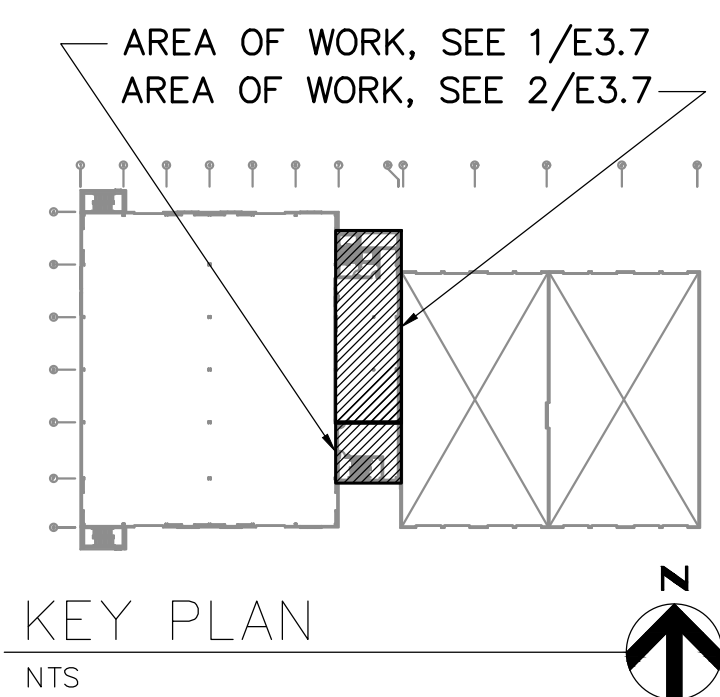 AREA OF WORK, SEE 1/E3.7
AREA OF WORK, SEE 2/E3.7
N
KEY PLAN
NTS